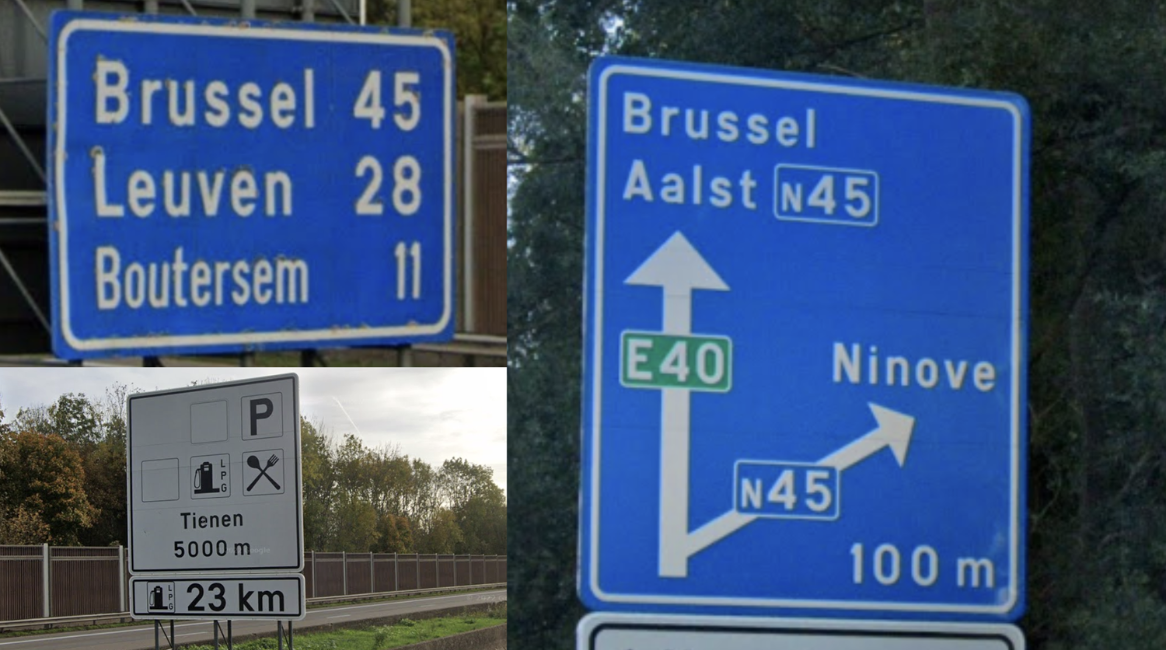 Brussel 45
Leuven 28
Boutersem 11
P
LPG
Tienen
5000 m
LPG 23 km
Brussel
Aalst N45
E40
Ninove
N45
100 m